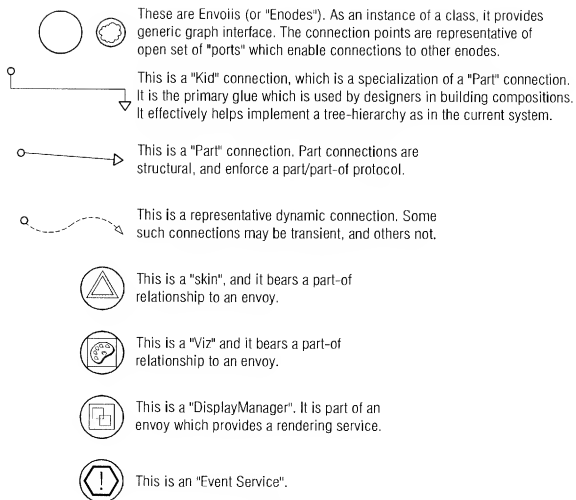 These are Envoiis (or "Enodes"). As an instance of a class, it provides
generic graph interface. The connection points are representative of
open set of "ports" which enable connections to other enodes.
This is a "Kid" connection, which is a specialization of a "Part" connection.
It is the primary glue which is used by designers in building compositions.
It effectively helps implement a tree-hierarchy as in the current system.
This is a "Part" connection. Part connections are
structural, and enforce a part/part-of protocol.
This is a representative dynamic connection. Some
such connections may be transient, and others not.
This is a "skin", and it bears a part-of
relationship to an envoy.
This is a "Viz" and it bears a part-of
relationship to an envoy.
This is a "DisplayManager". It is part of an
envoy which provides a rendering service.
!
This is an "Event Service".